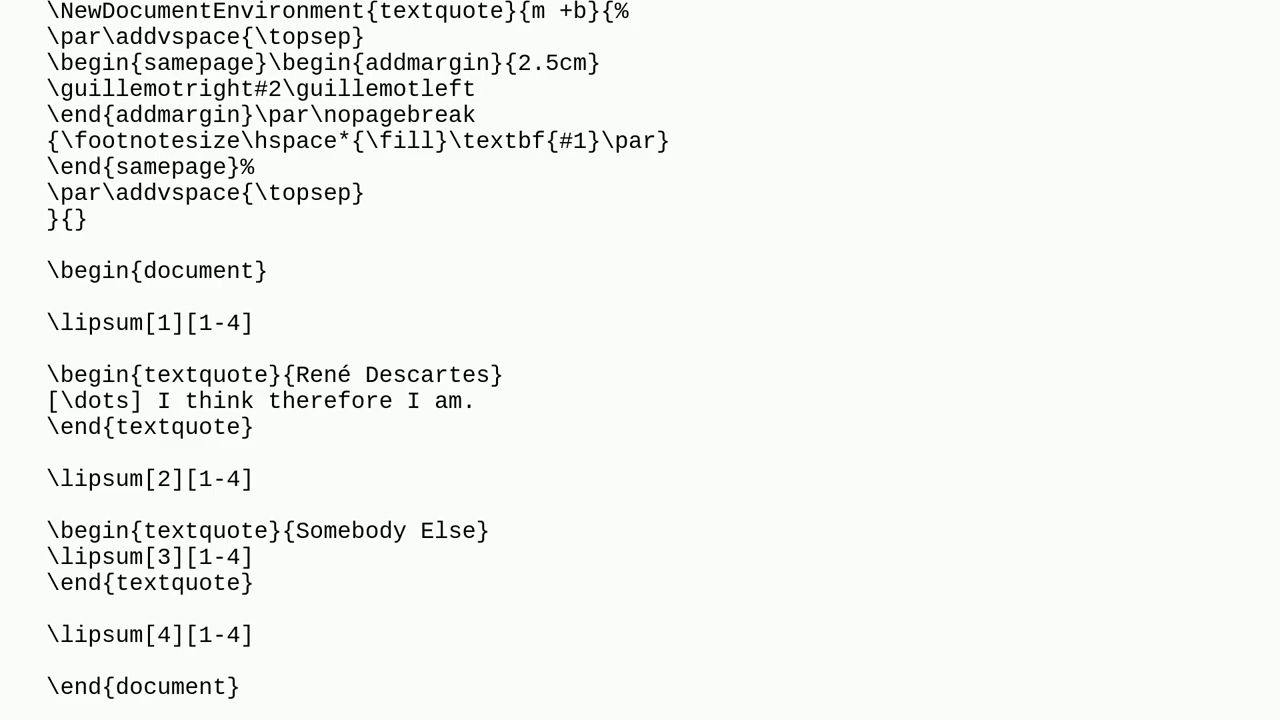 \NewDocumentEnvironment{textquote}{m +b}{%
\par\addvspace{\topsep}
\begin{samepage}\begin{addmargin}{2.5cm}
\guillemotright#2\guillemotleft
\end{addmargin}\par\nopagebreak
{\footnotesize\hspace*{\fill}\textbf{#1}\par}
\end{samepage}%
\par\addvspace{\topsep}
}{}
\begin{document}
\lipsum[1][1-4]
\begin{textquote}{René Descartes}
[\dots] I think therefore I am.
\end{textquote}
\lipsum[2][1-4]
\begin{textquote}{Somebody Else}
\lipsum[3][1-4]
\end{textquote}
\lipsum[4][1-4]
\end{document}